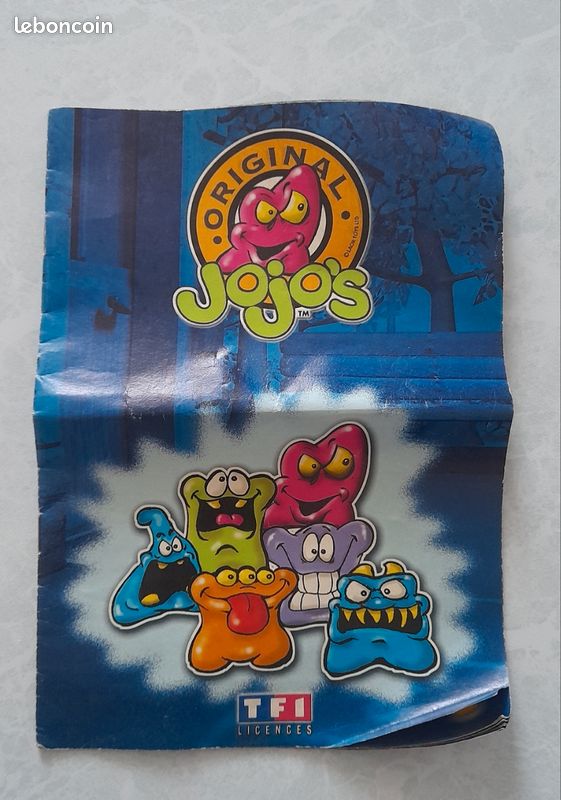 leboncoin
ORIGINAL
Jojo's
TM
TF1
LICENCES